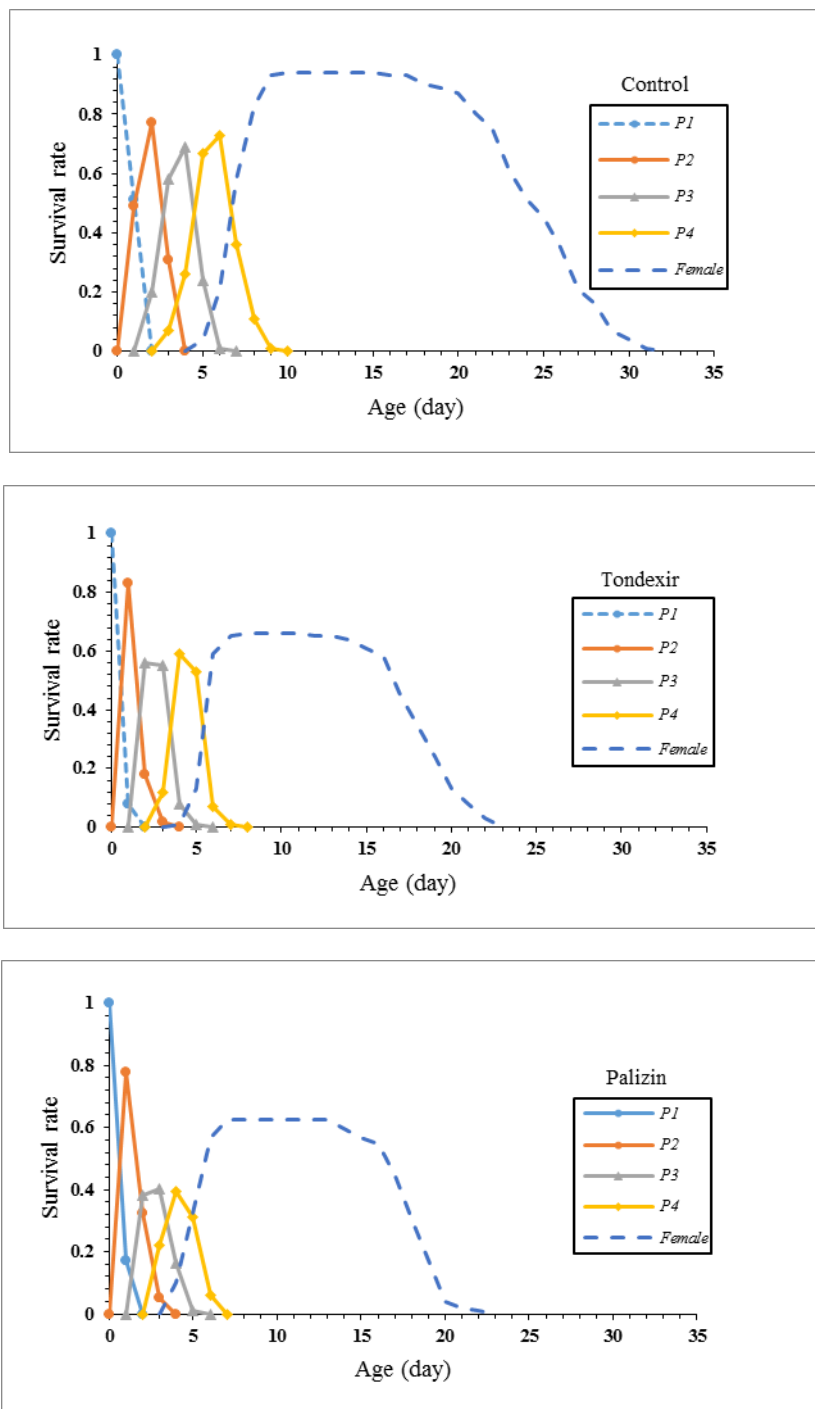 Control
1
0.8
0.6
0.4
0.2
0
Survival rate
P1
P2
P3
P4
Female
0 5 10 15 20 25 30 35
Age (day)
Tondexir
1
0.8
0.6
0.4
0.2
0
Survival rate
P1
P2
P3
P4
Female
0 5 10 15 20 25 30 35
Age (day)
Palizin
1
0.8
0.6
0.4
0.2
0
Survival rate
P1
P2
P3
P4
Female
0 5 10 15 20 25 30 35
Age (day)